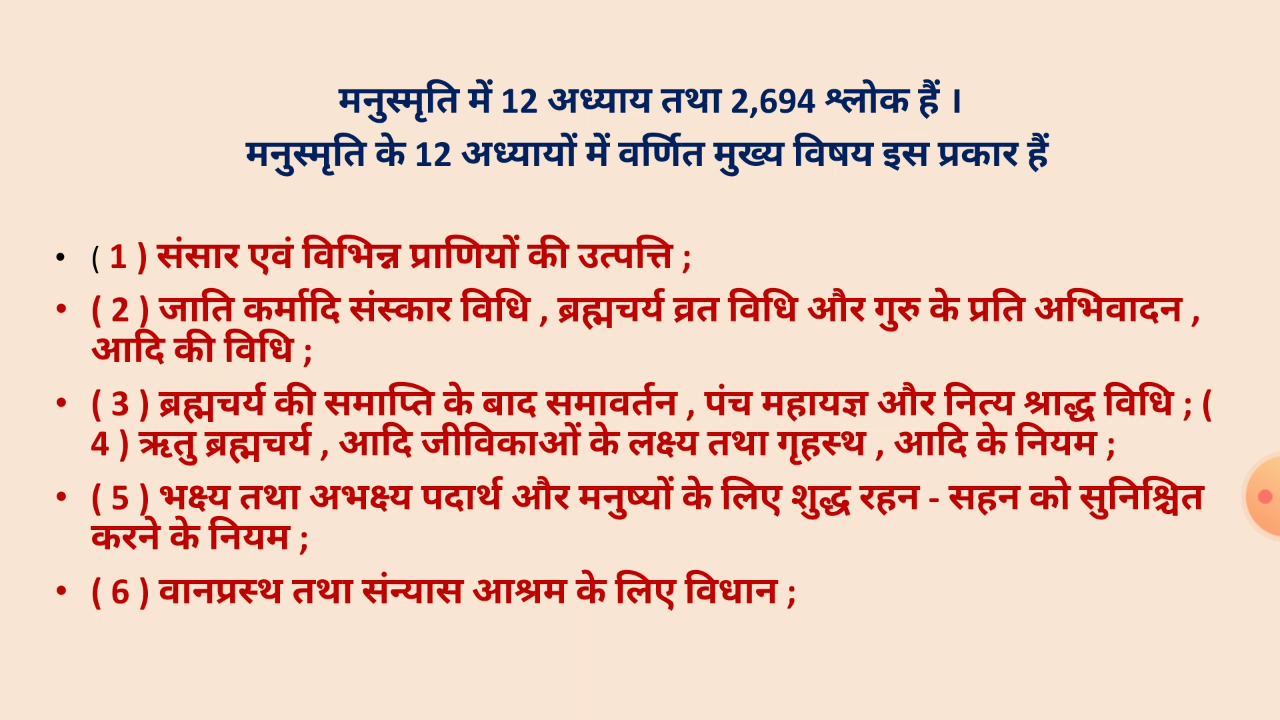 मनुस्मृति में 12 अध्याय तथा 2,694 श्लोक हैं ।
मनुस्मृति के 12 अध्यायों में वर्णित मुख्य विषय इस प्रकार हैं
• ( 1 ) संसार एवं विभिन्न प्राणियों की उत्पत्ति ;
• ( 2 ) जाति कर्मादि संस्कार विधि , ब्रह्मचर्य व्रत विधि और गुरु के प्रति अभिवादन ,
आदि की विधि ;
• ( 3 ) ब्रह्मचर्य की समाप्ति के बाद समावर्तन , पंच महायज्ञ और नित्य श्राद्ध विधि ; (
4 ) ऋतु ब्रह्मचर्य , आदि जीविकाओं के लक्ष्य तथा गृहस्थ , आदि के नियम ;
• ( 5 ) भक्ष्य तथा अभक्ष्य पदार्थ और मनुष्यों के लिए शुद्ध रहन - सहन को सुनिश्चित
करने के नियम ;
• ( 6 ) वानप्रस्थ तथा संन्यास आश्रम के लिए विधान ;